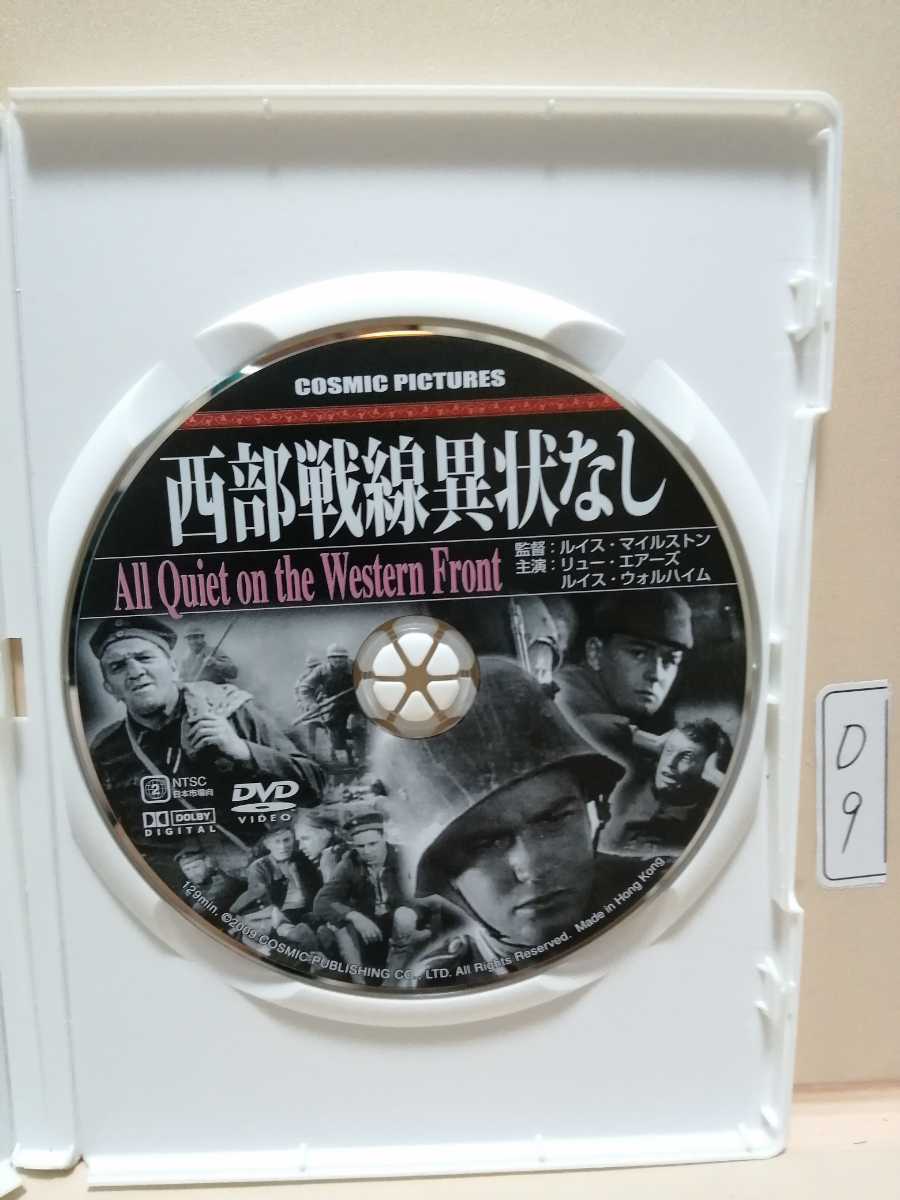 COSMIC PICTURES
西部戦線異状なし
All Quiet on the Western Front
監督：ルイス・マイルストン
主演：リュー・エアーズ
ルイス・ウォルハイム
2 NTSC
日本市場向
DVD
VIDEO
DOLBY
DIGITAL
129min. ©2009 COSMIC PUBLISHING CO., LTD. All Rights Reserved. Made in Hong Kong
D
9